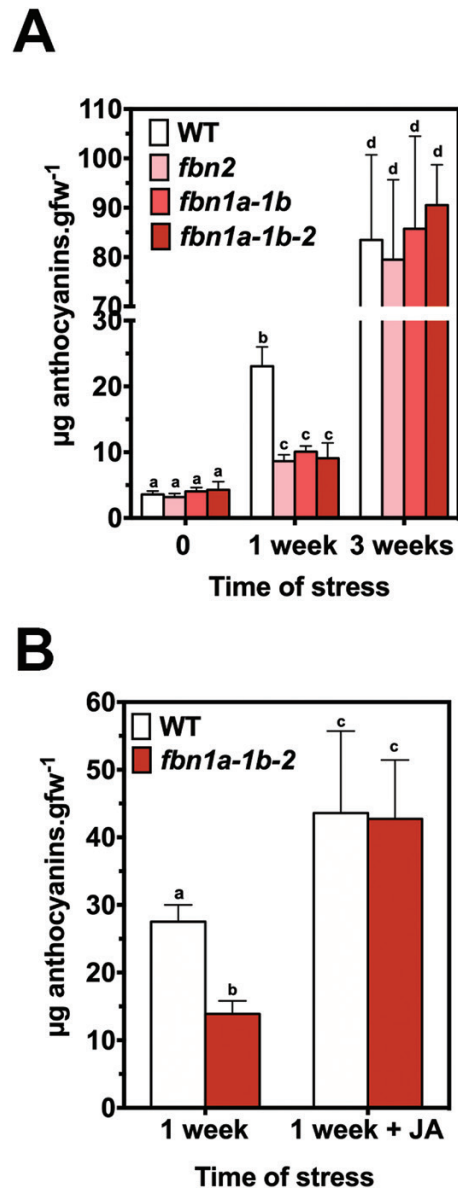 A
µg anthocyanins.gfw-1
110
100
90
80
70
30
20
10
0
WT
fbn2
fbn1a-1b
fbn1a-1b-2
a a a a
b
c c c
d d d d
0 1 week 3 weeks
Time of stress
B
µg anthocyanins.gfw-1
60
50
40
30
20
10
0
WT
fbn1a-1b-2
a
b
c c
1 week 1 week + JA
Time of stress